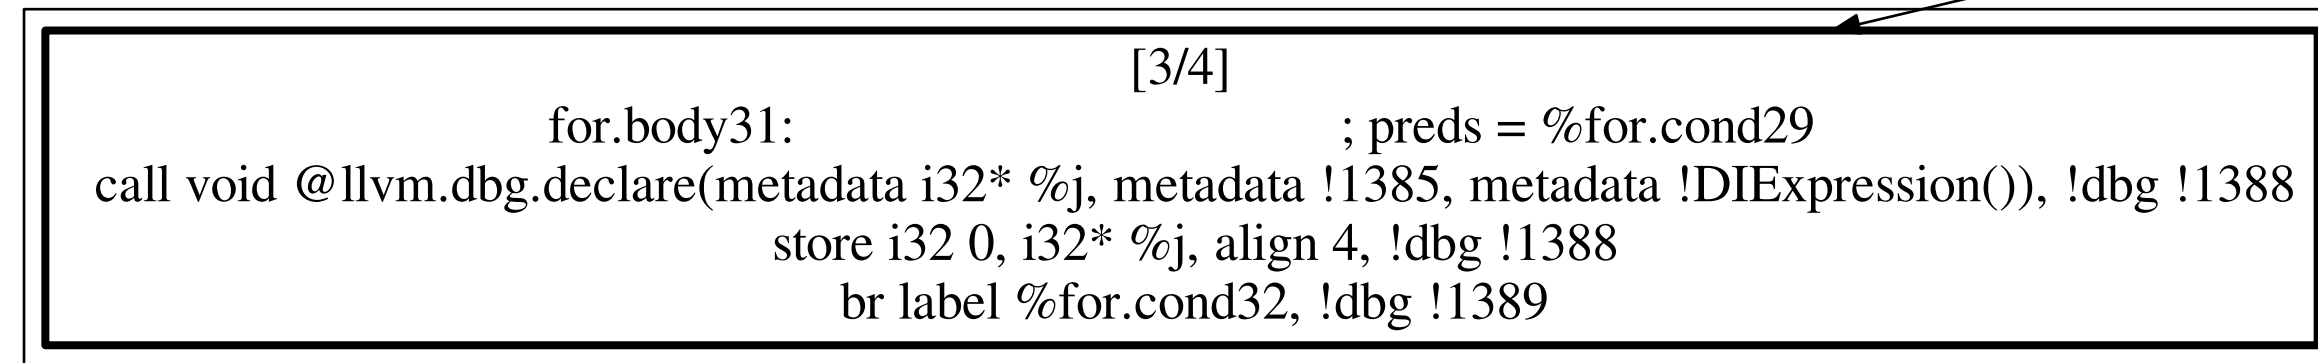 [3/4]
for.body31: ; preds = %for.cond29
call void @llvm.dbg.declare(metadata i32* %j, metadata !1385, metadata !DIExpression()), !dbg !1388
store i32 0, i32* %j, align 4, !dbg !1388
br label %for.cond32, !dbg !1389